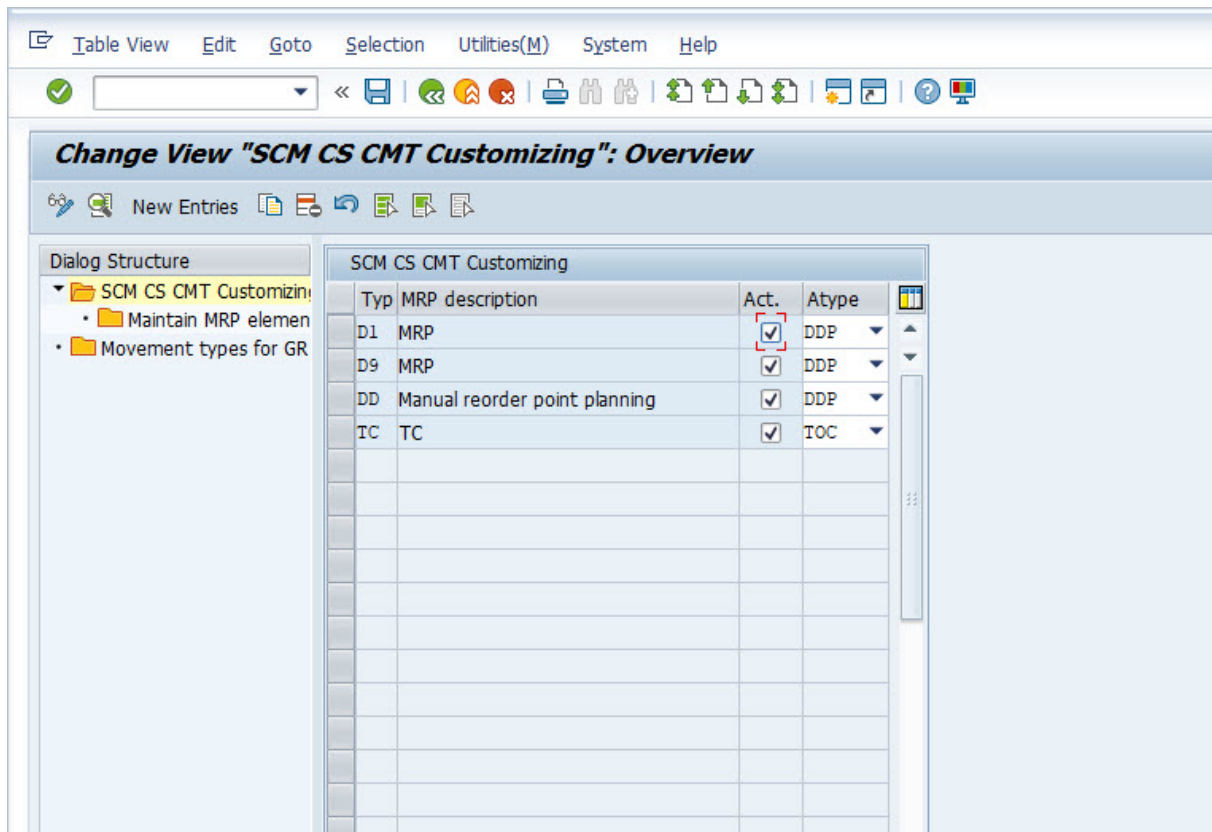 Table View Edit Goto Selection Utilities(M) System Help
Change View "SCM CS CMT Customizing": Overview
New Entries
Dialog Structure
SCM CS CMT Customizin
Maintain MRP elemen
Movement types for GR
SCM CS CMT Customizing
Typ MRP description Act. Atype
D1 MRP DDP
D9 MRP DDP
DD Manual reorder point planning DDP
TC TC TOC